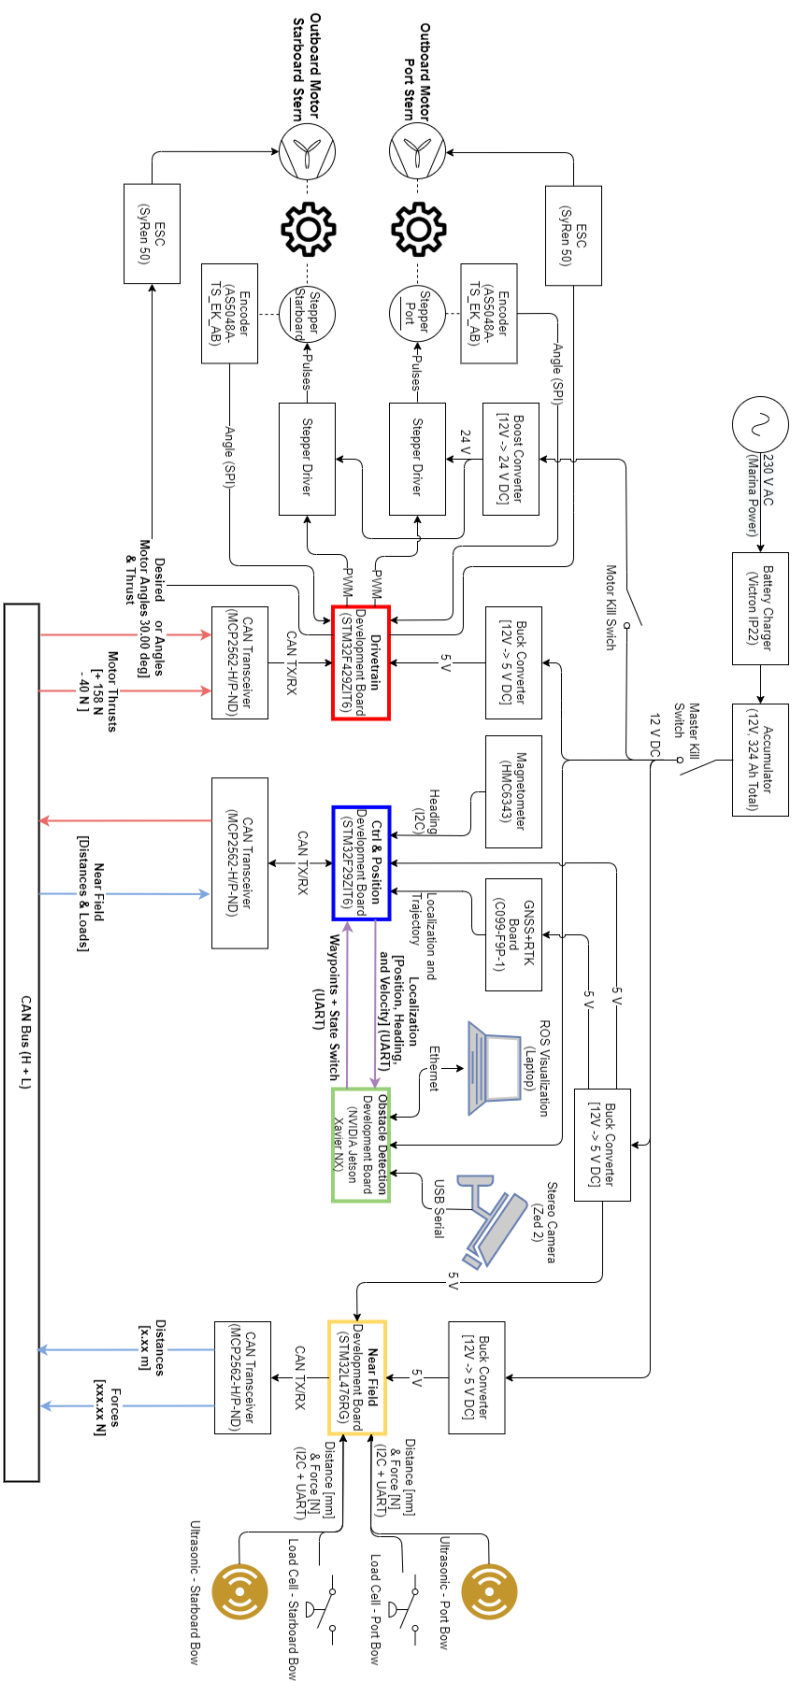 Outboard Motor
Starboard Stern
Outboard Motor
Port Stern
ESC
(SyRen 50)
ESC
(SyRen 50)
Encoder
(AS5048A-
TS_EK_AB)
Stepper
Starboard
Stepper
Port
Encoder
(AS5048A-
TS_EK_AB)
Pulses
Pulses
Angle (SPI)
Angle (SPI)
Stepper Driver
Stepper Driver
24 V
Boost Converter
[12V -> 24 V DC]
230 V AC
(Marina Power)
Battery Charger
(Victron IP22)
Accumulator
(12V, 324 Ah Total)
Motor Kill Swich
Master Kill
Switch
12 V DC
PWM
PWM
Desired or Angles
Motor Angles 30.00 deg]
& Thrust
Motor Thrusts
[+ 158 N
- 40 N ]
CAN Transceiver
(MCP2562-H/P-ND)
CAN TX/RX
Drivetrain
Development Board
(STM32F429ZIT6)
5 V
Buck Converter
[12V -> 5 V DC]
Magnetometer
(HMC6343)
Heading
(I2C)
Ctrl & Position
Development Board
(STM32F29ZIT6)
CAN TX/RX
CAN Transceiver
(MCP2562-H/P-ND)
Near Field
[Distances & Loads]
GNSS+RTK
Board
(C099-F9P-1)
Localization and
Trajectory
5 V
5 V
Localization
[Position, Heading,
and Velocity] (UART)
Waypoints + State Switch
(UART)
ROS Visualization
(Laptop)
Ethernet
Buck Converter
[12V -> 5 V DC]
Obstacle Detection
Development Board
(NVIDIA Jetson
Xavier NX)
Stereo Camera
(Zed 2)
USB Serial
5 V
CAN Bus (H + L)
Distances
[x.xx m]
Forces
[xxx.xx N]
CAN Transceiver
(MCP2562-H/P-ND)
CAN TX/RX
Near Field
Development Board
(STM32L476RG)
5 V
Buck Converter
[12V -> 5 V DC]
Distance [mm]
& Force [N]
(I2C + UART)
Distance [mm]
& Force [N]
(I2C + UART)
Ultrasonic - Starboard Bow
Load Cell - Starboard Bow
Load Cell - Port Bow
Ultrasonic - Port Bow